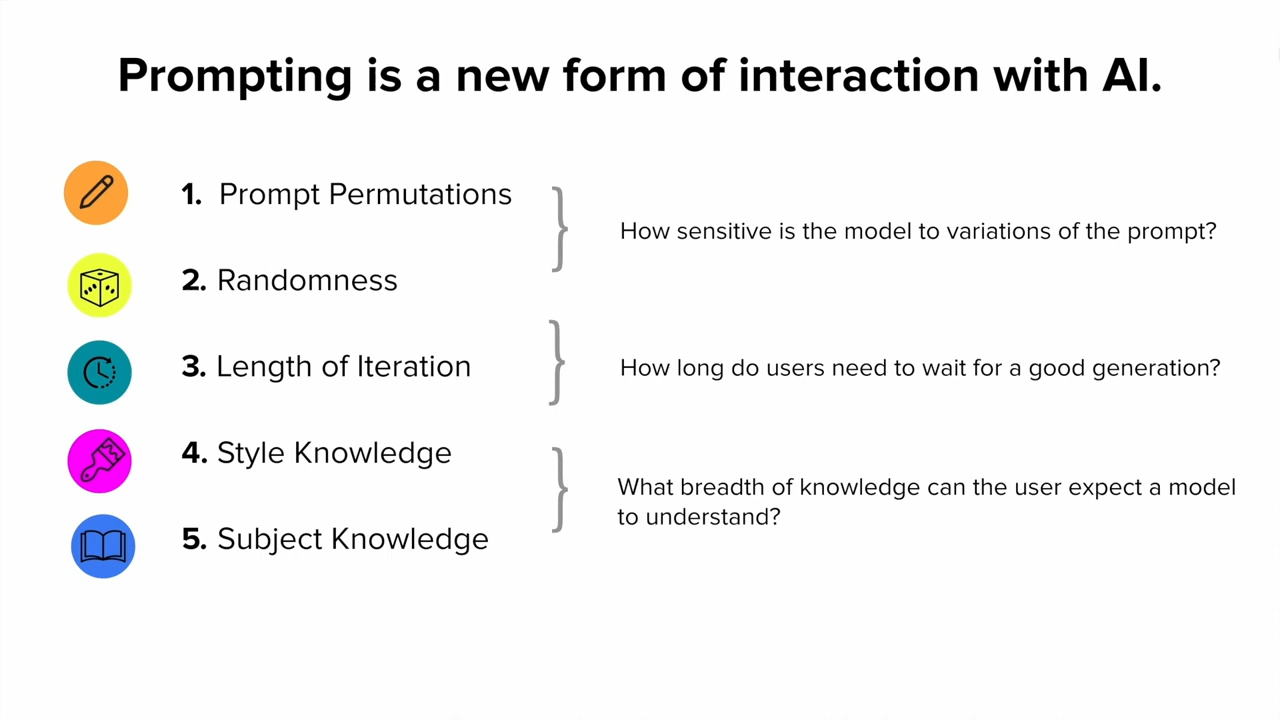 Prompting is a new form of interaction with AI.
1. Prompt Permutations
How sensitive is the model to variations of the prompt?
2. Randomness
3. Length of Iteration
How long do users need to wait for a good generation?
4. Style Knowledge
What breadth of knowledge can the user expect a model
to understand?
5. Subject Knowledge